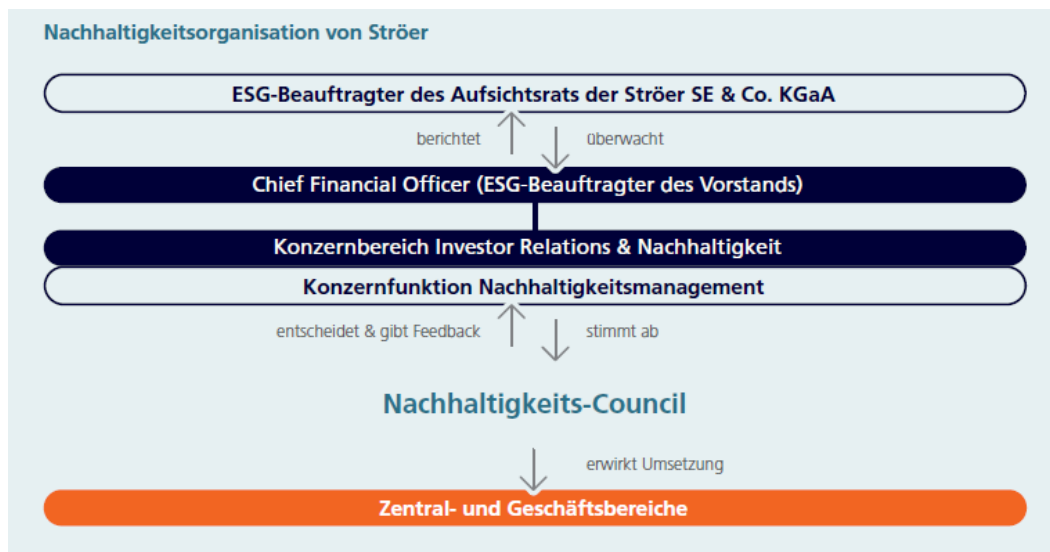 Nachhaltigkeitsorganisation von Ströer
ESG-Beauftragter des Aufsichtsrats der Ströer SE & Co. KGaA
berichtet überwacht
Chief Financial Officer (ESG-Beauftragter des Vorstands)
Konzernbereich Investor Relations & Nachhaltigkeit
Konzernfunktion Nachhaltigkeitsmanagement
entscheidet & gibt Feedback stimmt ab
Nachhaltigkeits-Council
erwirkt Umsetzung
Zentral- und Geschäftsbereiche